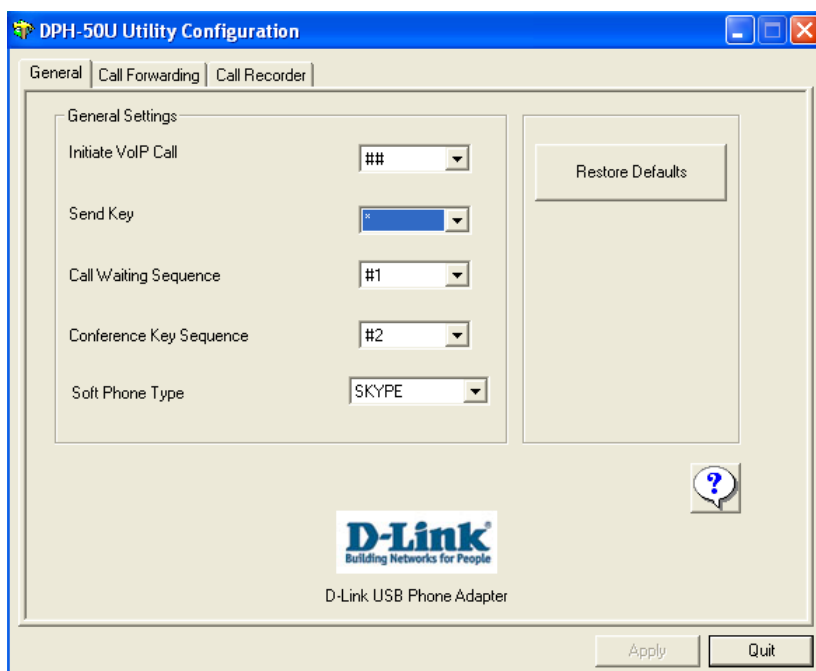 DPH-50U Utility Configuration
General Call Forwarding Call Recorder
General Settings
Initiate VoIP Call ##
Restore Defaults
Send Key *
Call Waiting Sequence #1
Conference Key Sequence #2
Soft Phone Type SKYPE
?
D-Link®
Building Networks for People
D-Link USB Phone Adapter
Apply Quit